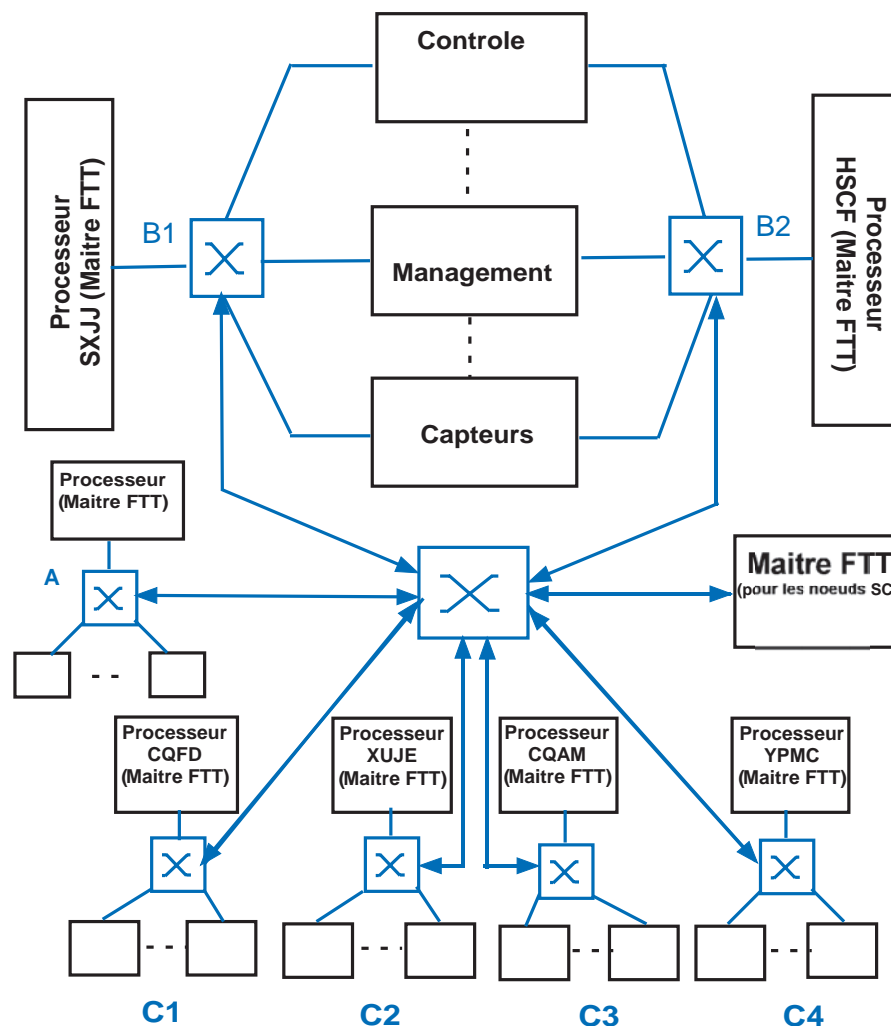 Controle
Processeur
SXJJ (Maitre FTT)
B1
Management
B2
Processeur
HSCF (Maitre FTT)
Capteurs
Processeur
(Maitre FTT)
A
Maitre FTT
(pour les noeuds SC
Processeur
CQFD
(Maitre FTT)
Processeur
XUJE
(Maitre FTT)
Processeur
CQAM
(Maitre FTT)
Processeur
YPMC
(Maitre FTT)
C1
C2
C3
C4